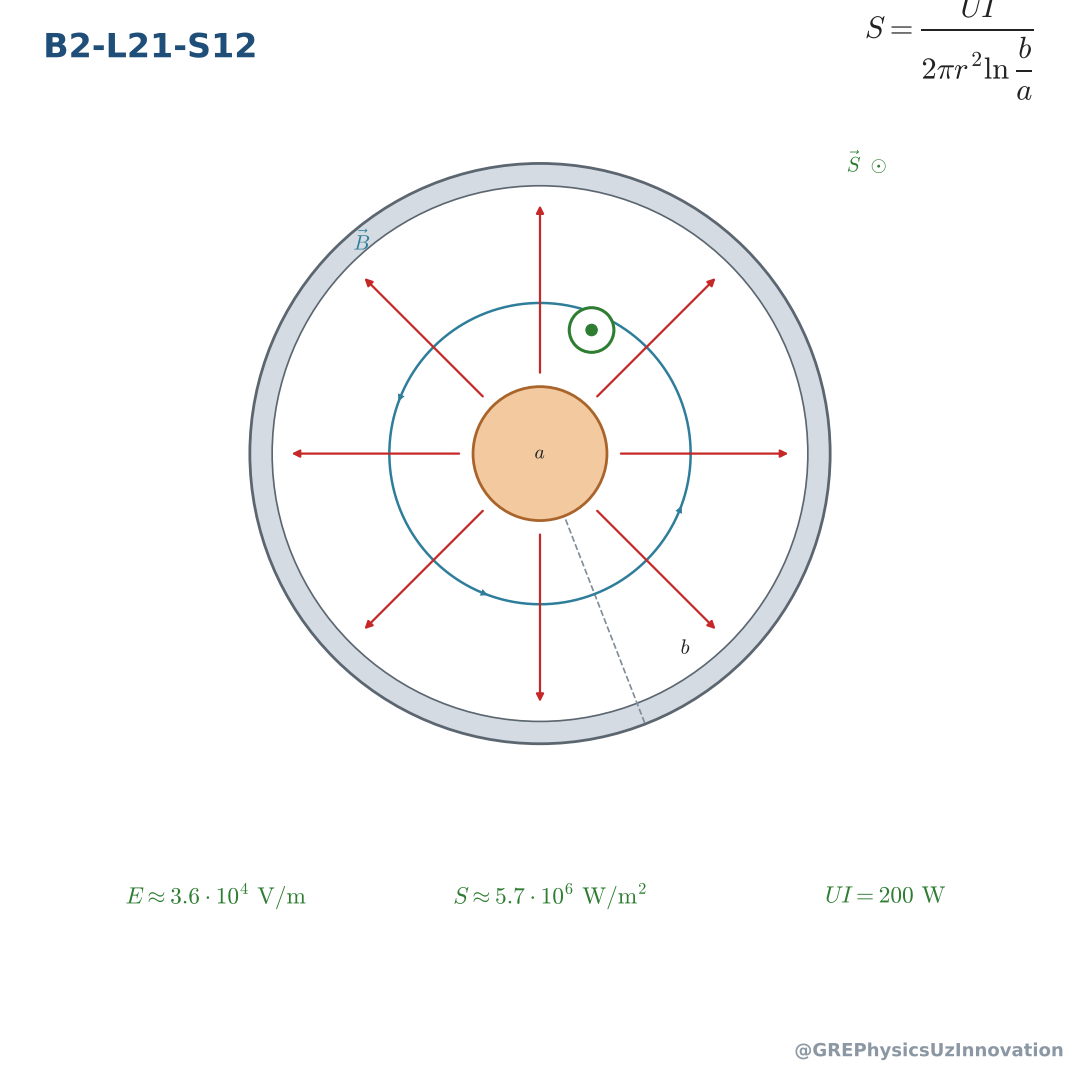 B2-L21-S12
S = UI / (2πr² ln b/a)
S⃗ ⊙
B⃗
a
b
E ≈ 3.6 · 10⁴ V/m
S ≈ 5.7 · 10⁶ W/m²
UI = 200 W
@GREPhysicsUzInnovation